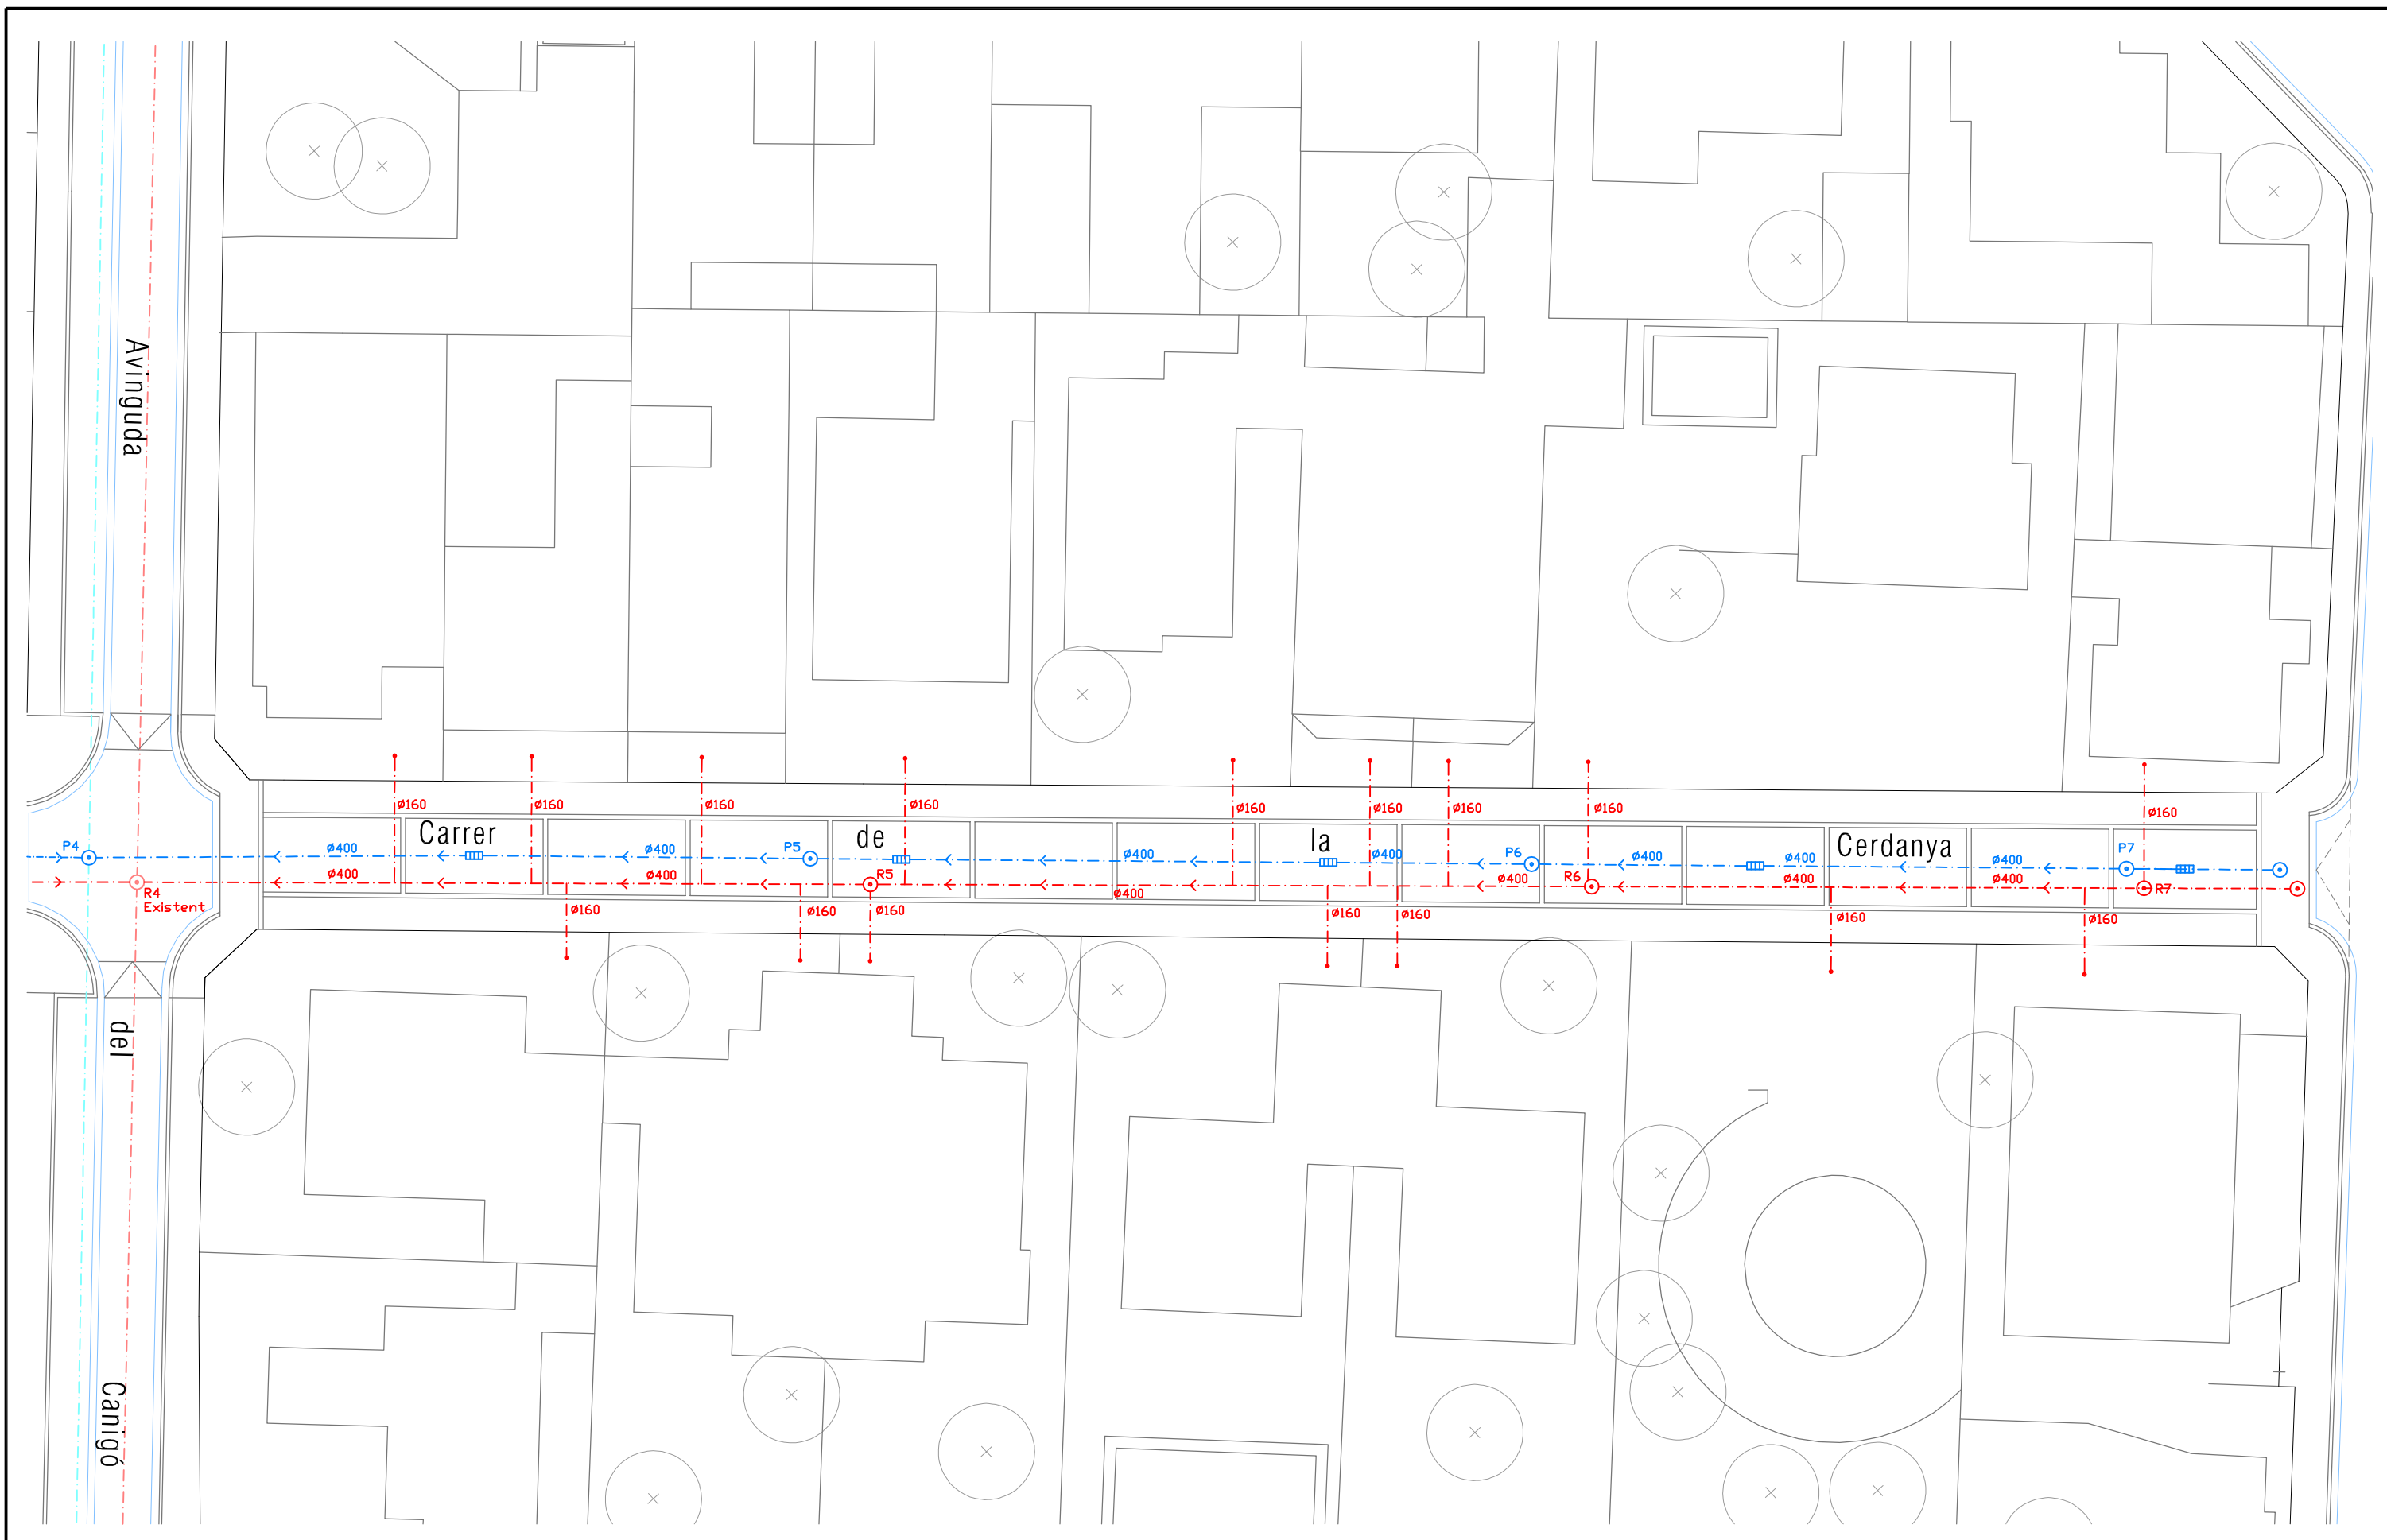 Avinguda
ø160 ø160 ø160 ø160 ø160 ø160 ø160 ø160 ø160
Carrer de la Cerdanya
P4 ø400 ø400 P5 ø400 ø400 P6 ø400 ø400 ø400 P7
R4 ø400 ø400 R5 ø400 ø400 R6 ø400 ø400 R7
Existent
ø160 ø160 ø160 ø160 ø160 ø160 ø160
del
Canigó